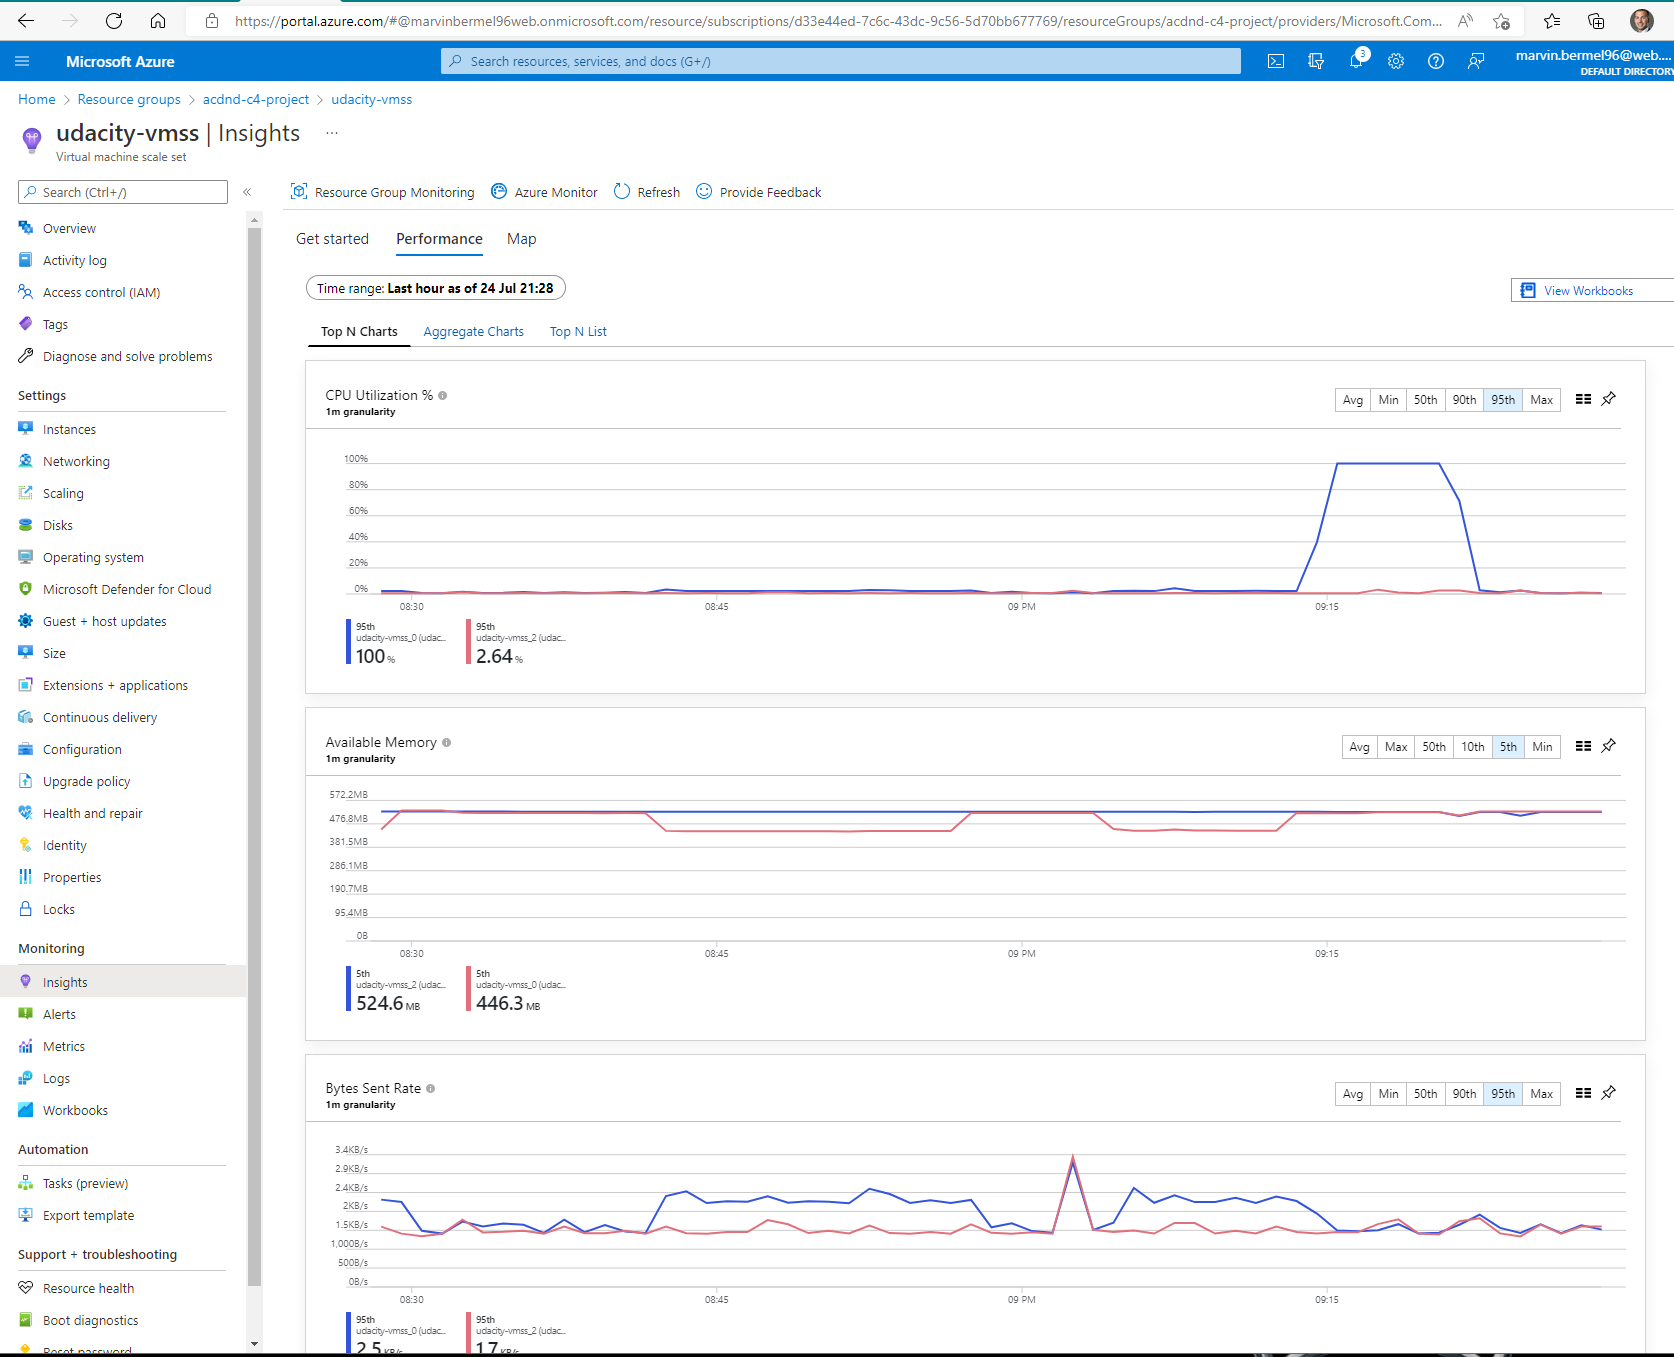 https://portal.azure.com/#@marvinbermel96web.onmicrosoft.com/resource/subscriptions/d33e44ed-7c6c-43dc-9c56-5d70bb677769/resourceGroups/acdnd-c4-project/providers/Microsoft.Com...
Microsoft Azure
Search resources, services, and docs (G+/)
3
marvin.bermel96@web....
DEFAULT DIRECTORY
Home > Resource groups > acdnd-c4-project > udacity-vmss
udacity-vmss | Insights ...
Virtual machine scale set
Search (Ctrl+/)
«
Overview
Activity log
Access control (IAM)
Tags
Diagnose and solve problems
Settings
Instances
Networking
Scaling
Disks
Operating system
Microsoft Defender for Cloud
Guest + host updates
Size
Extensions + applications
Continuous delivery
Configuration
Upgrade policy
Health and repair
Identity
Properties
Locks
Monitoring
Insights
Alerts
Metrics
Logs
Workbooks
Automation
Tasks (preview)
Export template
Support + troubleshooting
Resource health
Boot diagnostics
Reset password
Resource Group Monitoring Azure Monitor Refresh Provide Feedback
Get started Performance Map
Time range: Last hour as of 24 Jul 21:28
View Workbooks
Top N Charts Aggregate Charts Top N List
CPU Utilization %
1m granularity
Avg Min 50th 90th 95th Max
100%
80%
60%
40%
20%
0%
08:30 08:45 09 PM 09:15
95th
udacity-vmss_0 (udac...
100 %
95th
udacity-vmss_2 (udac...
2.64 %
Available Memory
1m granularity
Avg Max 50th 10th 5th Min
572.2MB
476.8MB
381.5MB
286.1MB
190.7MB
95.4MB
0B
08:30 08:45 09 PM 09:15
5th
udacity-vmss_2 (udac...
524.6 MB
5th
udacity-vmss_0 (udac...
446.3 MB
Bytes Sent Rate
1m granularity
Avg Min 50th 90th 95th Max
3.4KB/s
2.9KB/s
2.4KB/s
2KB/s
1.5KB/s
1,000B/s
500B/s
0B/s
08:30 08:45 09 PM 09:15
95th
udacity-vmss_0 (udac...
2.5 KB/s
95th
udacity-vmss_2 (udac...
1.7 KB/s